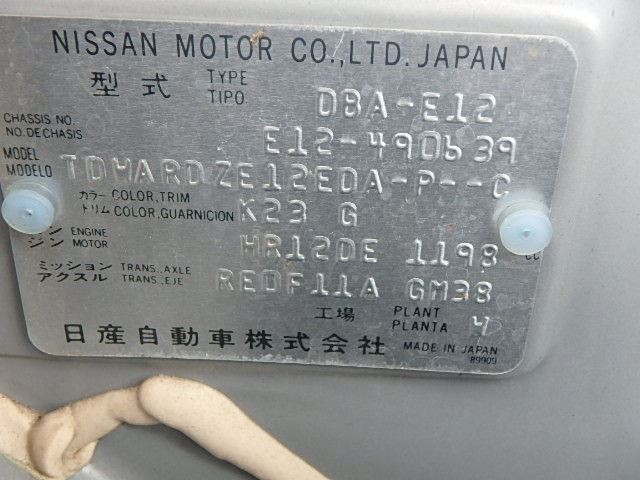 NISSAN MOTOR CO.,LTD. JAPAN
型式 TYPE TIPO DBA-E12
CHASSIS NO. NO. DE CHASIS E12-490639
MODEL MODELO TDWARDZE12EDA-P--C
カラー トリム COLOR, TRIM COLOR, GUARNICION K23 G
ジン ENGINE MOTOR HR12DE 1198 CC
ミッション アクスル TRANS., AXLE TRANS., EJE RE0F11A GM38
工場 PLANT PLANTA 4
日産自動車株式会社 MADE IN JAPAN
89909